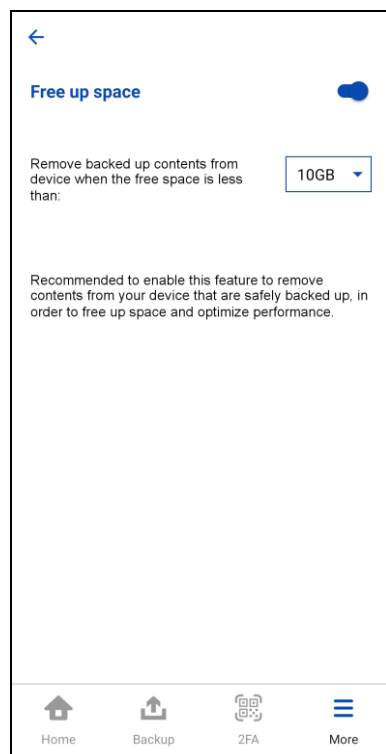 Free up space
Remove backed up contents from
device when the free space is less
than:
10GB
Recommended to enable this feature to remove
contents from your device that are safely backed up, in
order to free up space and optimize performance.
Home
Backup
2FA
More